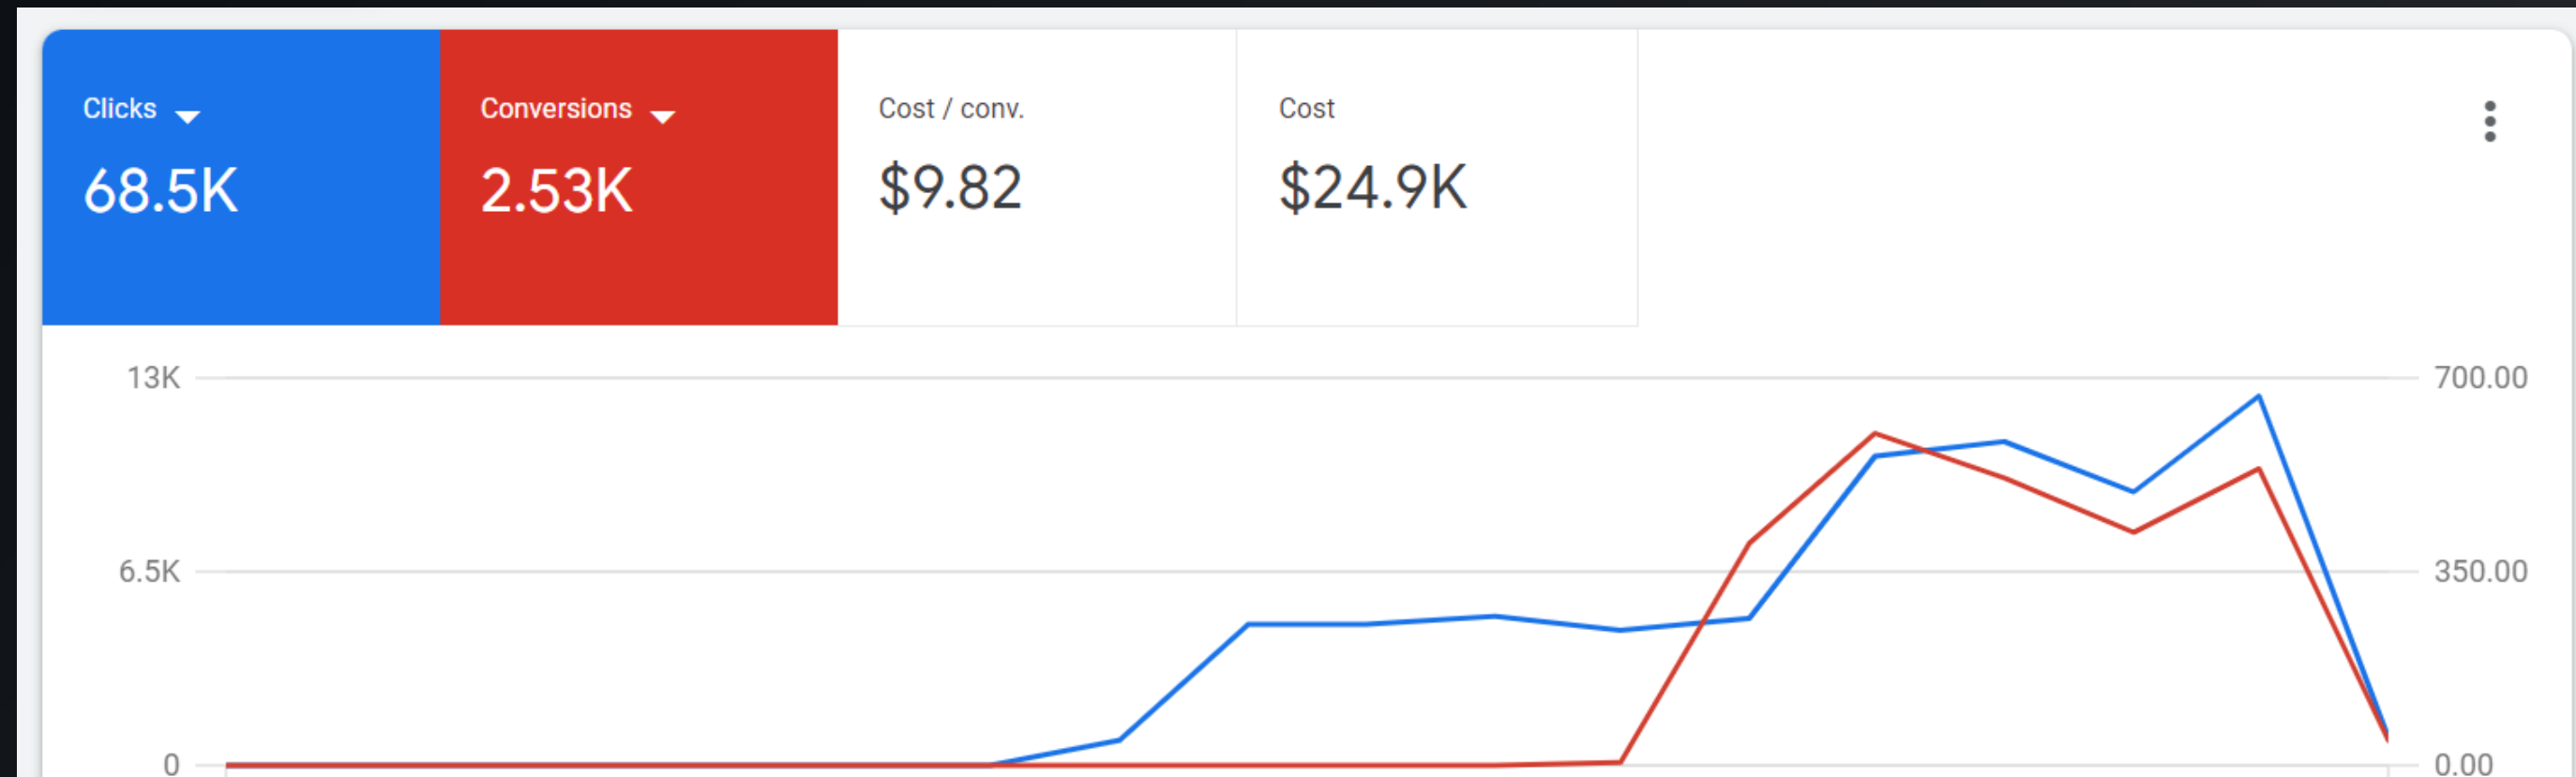 Clicks
Conversions
Cost / conv.
Cost
68.5K
2.53K
$9.82
$24.9K
13K
700.00
6.5K
350.00
0
0.00